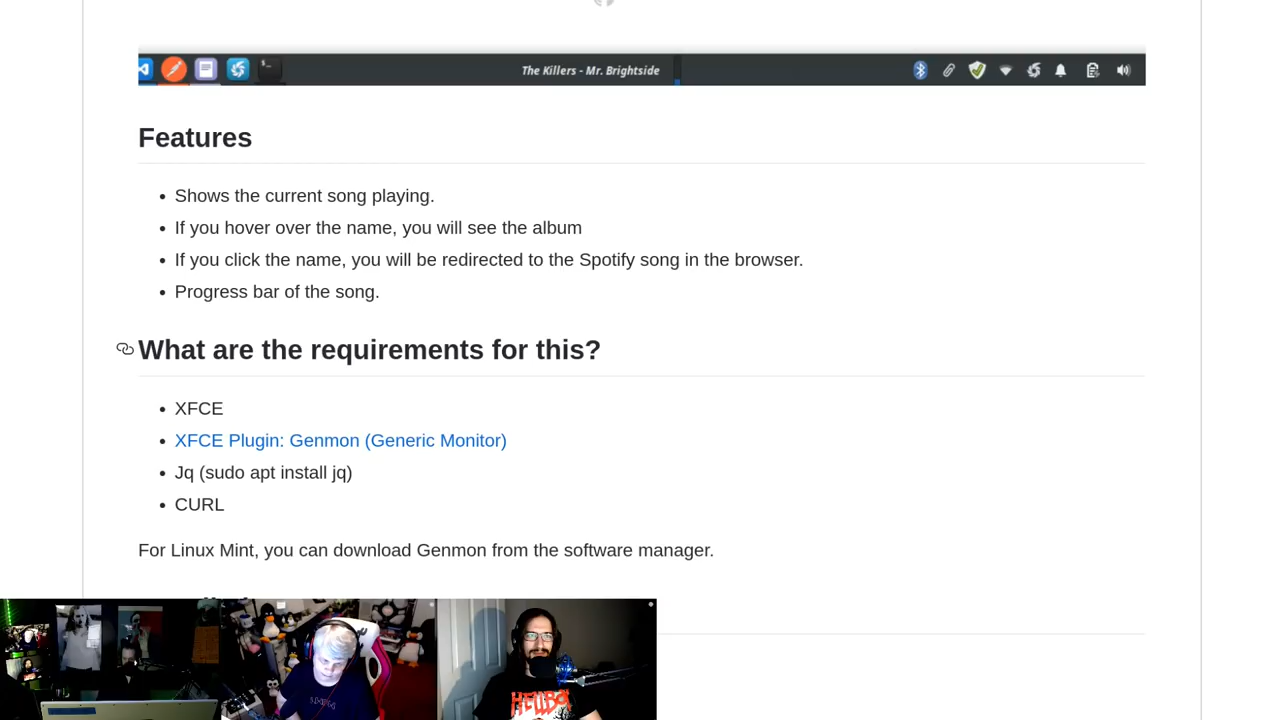 The Killers - Mr. Brightside
Features
Shows the current song playing.
If you hover over the name, you will see the album
If you click the name, you will be redirected to the Spotify song in the browser.
Progress bar of the song.
What are the requirements for this?
XFCE
XFCE Plugin: Genmon (Generic Monitor)
Jq (sudo apt install jq)
CURL
For Linux Mint, you can download Genmon from the software manager.